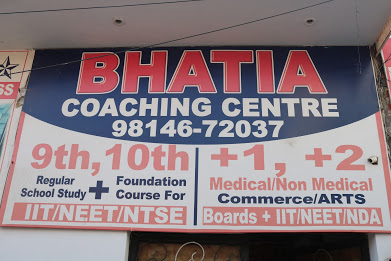 BHATIA
COACHING CENTRE
98146-72037
9th,10th
Regular School Study + Foundation Course For
IIT/NEET/NTSE
+1, +2
Medical/Non Medical
Commerce/ARTS
Boards + IIT/NEET/NDA
SS